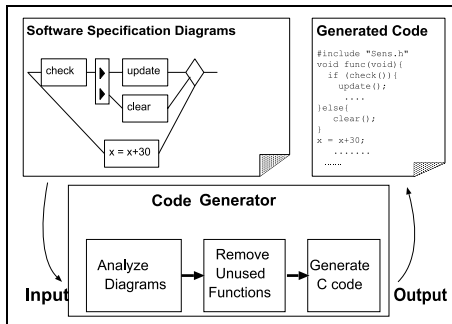 Software Specification Diagrams
check
update
clear
x = x+30
Generated Code
#include "Sens.h"
void func(void){
if (check()){
update();
....
}else{
clear();
}
x = x+30;
.......
......
Code Generator
Analyze
Diagrams
Remove
Unused
Functions
Generate
C code
Input
Output